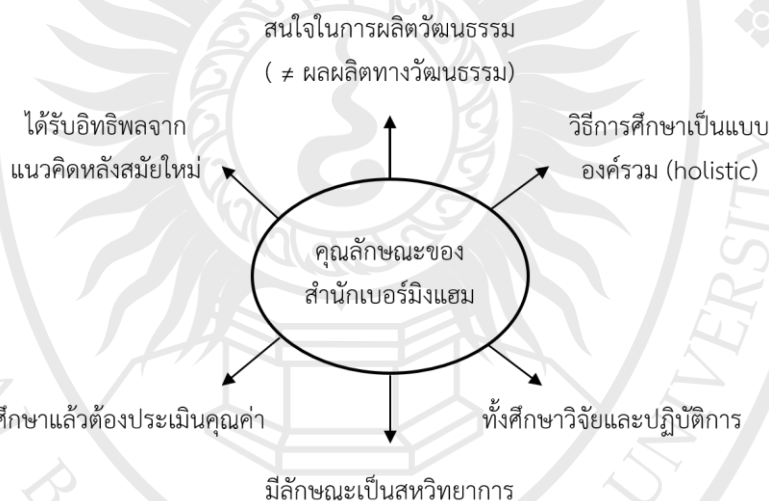 สนใจในการผลิตวัฒนธรรม
( ≠ ผลผลิตทางวัฒนธรรม)
ได้รับอิทธิพลจาก
แนวคิดหลังสมัยใหม่
วิธีการศึกษาเป็นแบบ
องค์รวม (holistic)
คุณลักษณะของ
สำนักเบอร์มิงแฮม
ศึกษาแล้วต้องประเมินคุณค่า
ทั้งศึกษาวิจัยและปฏิบัติการ
มีลักษณะเป็นสหวิทยาการ
UNIVERSITY